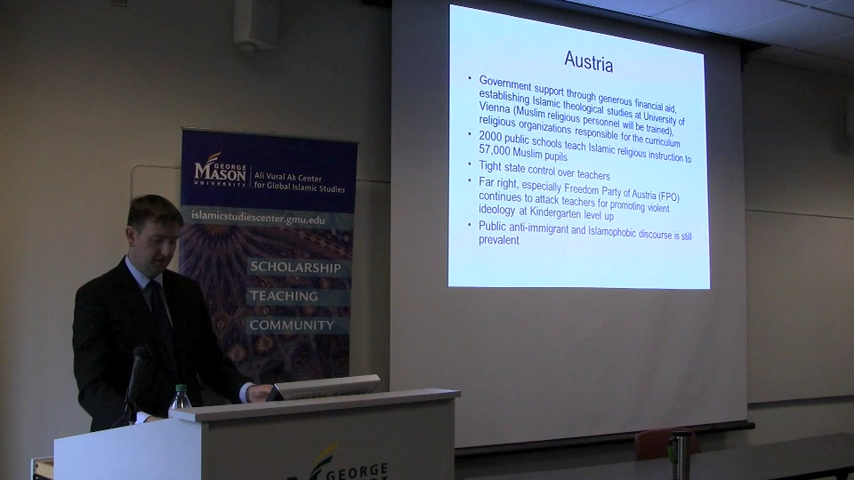 Austria
• Government support through generous financial aid,
establishing Islamic theological studies at University of
Vienna (Muslim religious personnel will be trained),
religious organizations responsible for the curriculum
• 2000 public schools teach Islamic religious instruction to
57,000 Muslim pupils
• Tight state control over teachers
• Far right, especially Freedom Party of Austria (FPO)
continues to attack teachers for promoting violent
ideology at Kindergarten level up
• Public anti-immigrant and Islamophobic discourse is still
prevalent
GEORGE
MASON
UNIVERSITY
Ali Vural Ak Center
for Global Islamic Studies
islamicstudiescenter.gmu.edu
SCHOLARSHIP
TEACHING
COMMUNITY
GEORGE